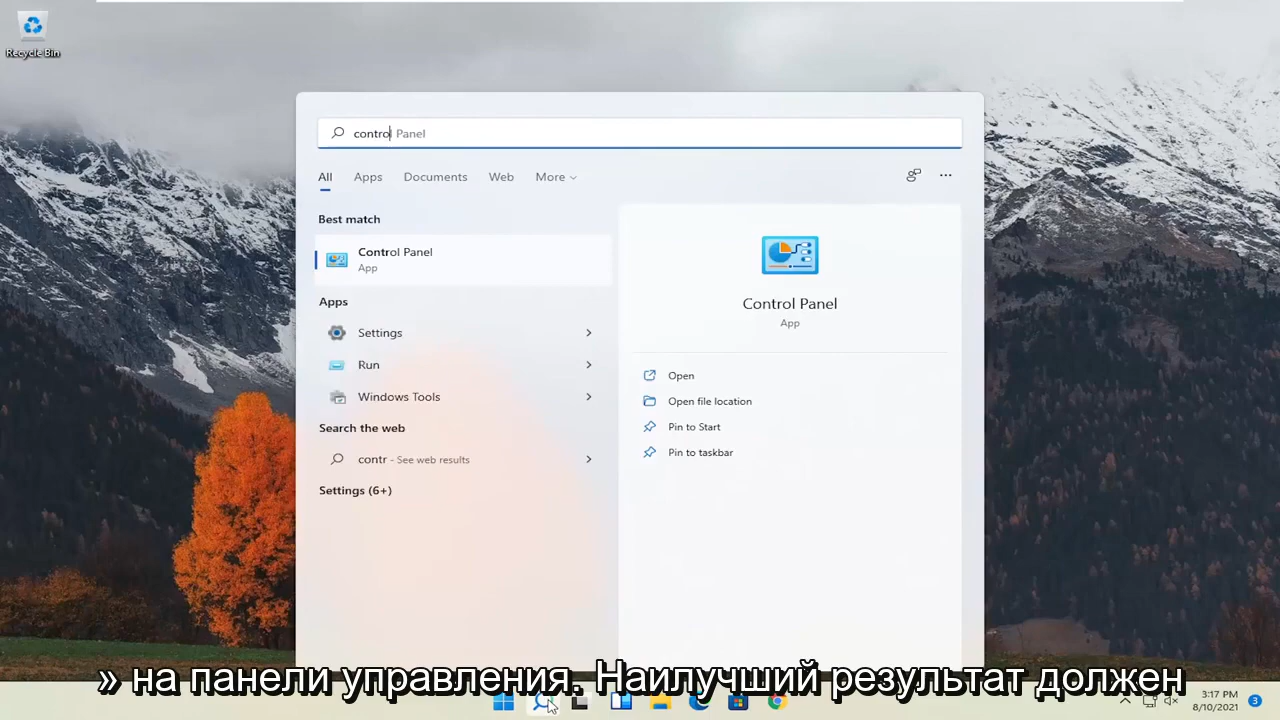 Recycle Bin
contro Panel
All Apps Documents Web More
Best match
Control Panel
App
Apps
Settings
Run
Windows Tools
Search the web
contr - See web results
Settings (6+)
Control Panel
App
Open
Open file location
Pin to Start
Pin to taskbar
» на панели управления. Наилучший результат должен
3:17 PM
8/10/2021
3